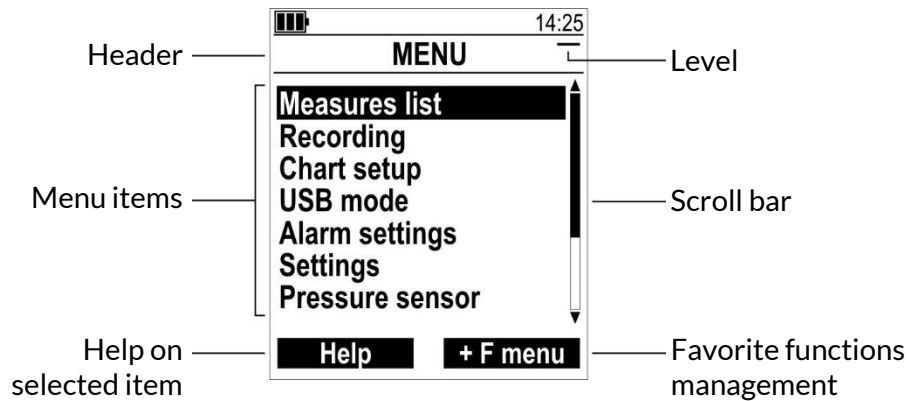 14:25
Header
MENU
Level
Measures list
Recording
Chart setup
Menu items
USB mode
Scroll bar
Alarm settings
Settings
Pressure sensor
Help on
selected item
Help
+ F menu
Favorite functions
management